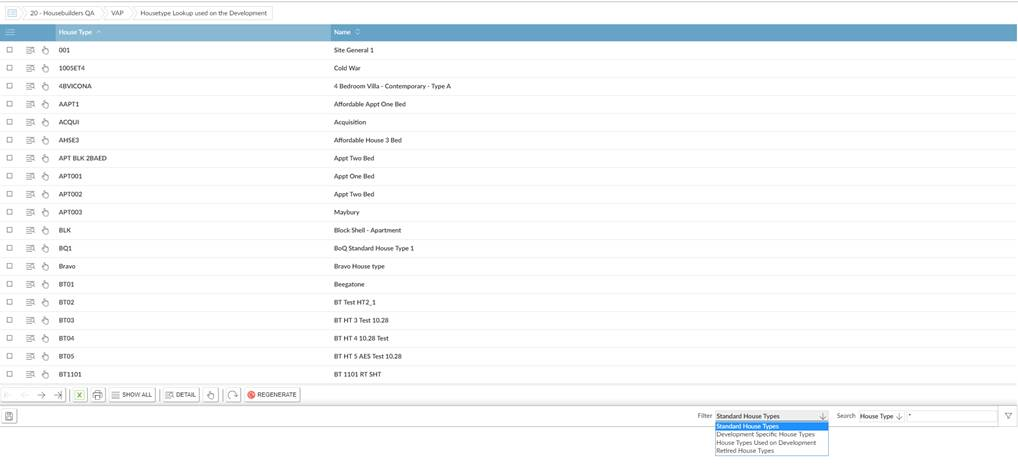 20 - Housebuilders QA VAP Housetype Lookup used on the Development
House Type Name
001 Site General 1
1005ET4 Cold War
4BVICONA 4 Bedroom Villa - Contemporary - Type A
AAPT1 Affordable Appt One Bed
ACQUI Acquisition
AHSE3 Affordable House 3 Bed
APT BLK 2BAED Appt Two Bed
APT001 Appt One Bed
APT002 Appt Two Bed
APT003 Maybury
BLK Block Shell - Apartment
BQ1 BoQ Standard House Type 1
Bravo Bravo House type
BT01 Beegatone
BT02 BT Test HT2_1
BT03 BT HT 3 Test 10.28
BT04 BT HT 4 10.28 Test
BT05 BT HT 5 AES Test 10.28
BT1101 BT 1101 RT SHT
SHOW ALL DETAIL REGENERATE
Filter Standard House Types Search House Type *
Standard House Types
Development Specific House Types
House Types Used on Development
Retired House Types